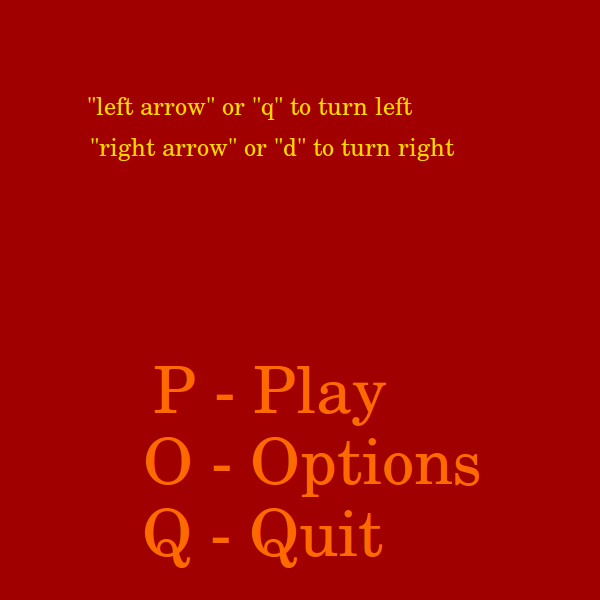 "left arrow" or "q" to turn left
"right arrow" or "d" to turn right
P - Play
O - Options
Q - Quit